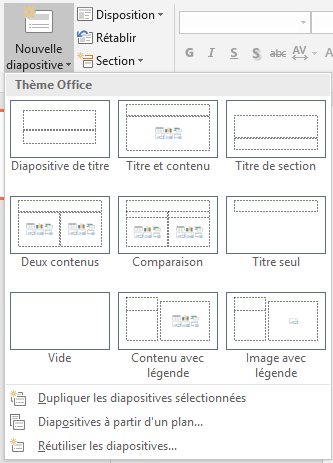 Nouvelle
diapositive
Disposition
Rétablir
Section
G I S S abc AV A
Thème Office
Diapositive de titre
Titre et contenu
Titre de section
Deux contenus
Comparaison
Titre seul
Vide
Contenu avec
légende
Image avec
légende
Dupliquer les diapositives sélectionnées
Diapositives à partir d'un plan...
Réutiliser les diapositives...